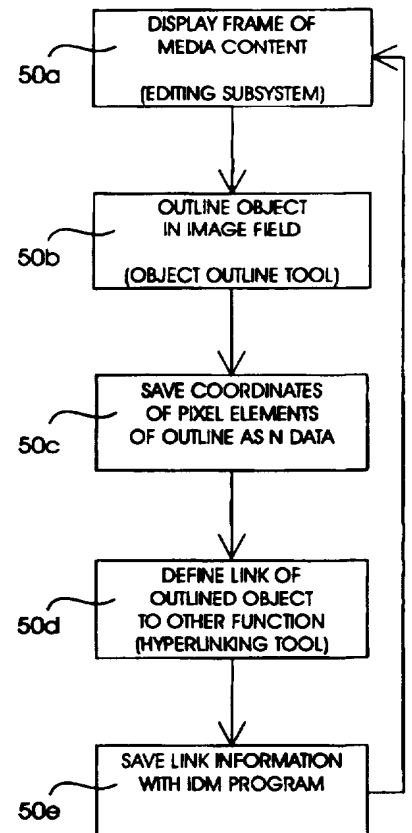 DISPLAY FRAME OF
MEDIA CONTENT
(EDITING SUBSYSTEM)
50a
OUTLINE OBJECT
IN IMAGE FIELD
(OBJECT OUTLINE TOOL)
50b
SAVE COORDINATES
OF PIXEL ELEMENTS
OF OUTLINE AS N DATA
50c
DEFINE LINK OF
OUTLINED OBJECT
TO OTHER FUNCTION
(HYPERLINKING TOOL)
50d
SAVE LINK INFORMATION
WITH IDM PROGRAM
50e